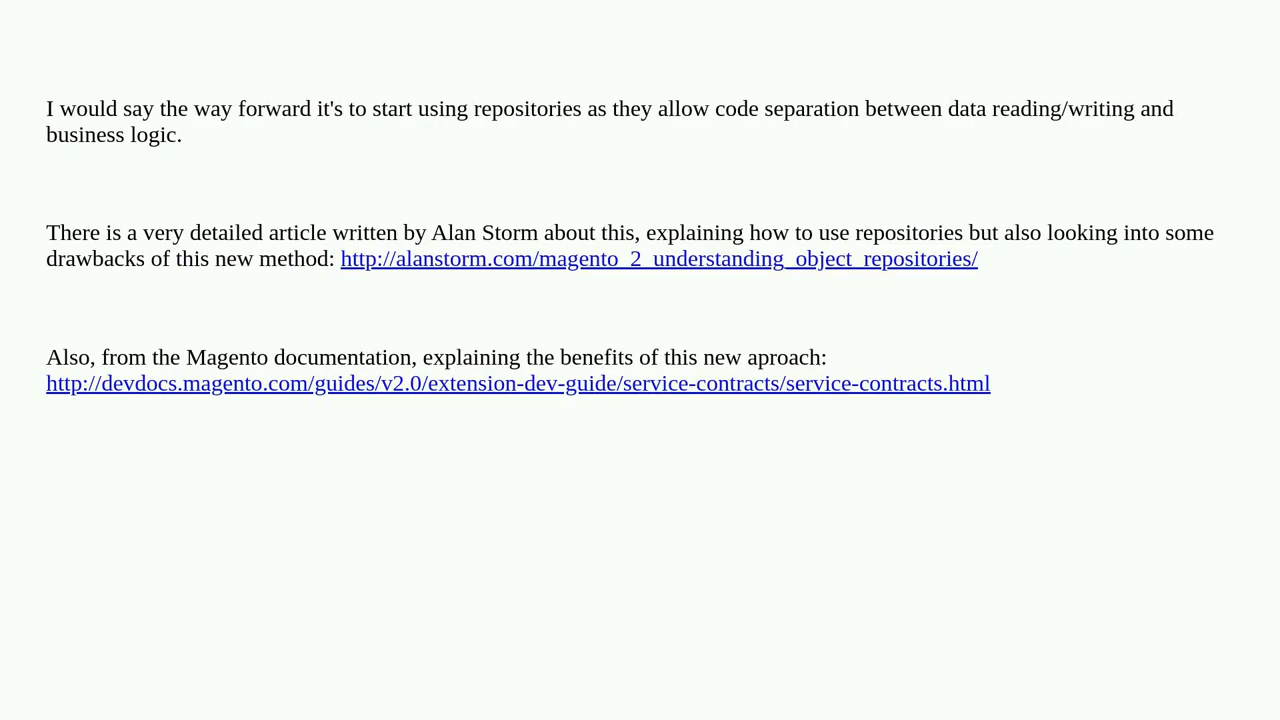 I would say the way forward it's to start using repositories as they allow code separation between data reading/writing and
business logic.
There is a very detailed article written by Alan Storm about this, explaining how to use repositories but also looking into some
drawbacks of this new method: http://alanstorm.com/magento_2_understanding_object_repositories/
Also, from the Magento documentation, explaining the benefits of this new aproach:
http://devdocs.magento.com/guides/v2.0/extension-dev-guide/service-contracts/service-contracts.html